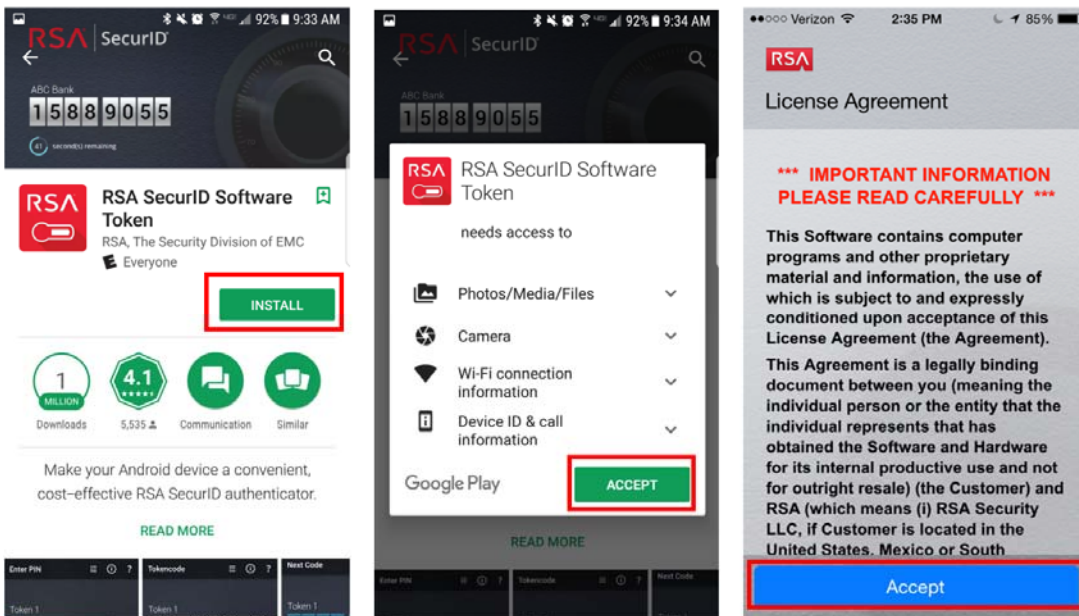 92% 9:33 AM
RSA SecurID
ABC Bank
15889055
41 second(s) remaining
RSA
RSA SecurID Software
Token
RSA, The Security Division of EMC
E Everyone
INSTALL
1
MILLION
4.1
Downloads
5,535
Communication
Similar
Make your Android device a convenient,
cost-effective RSA SecurID authenticator.
READ MORE
Enter PIN
?
Tokencode
?
Next Code
Token 1
Token 1
Token 1
92% 9:34 AM
RSA SecurID
ABC Bank
15889055
RSA
RSA SecurID Software
Token
needs access to
Photos/Media/Files
Camera
Wi-Fi connection
information
Device ID & call
information
Google Play
ACCEPT
READ MORE
Enter PIN
?
Tokencode
?
Next Code
Token 1
Token 1
Token 1
Verizon 2:35 PM 85%
RSA
License Agreement
*** IMPORTANT INFORMATION
PLEASE READ CAREFULLY ***
This Software contains computer
programs and other proprietary
material and information, the use of
which is subject to and expressly
conditioned upon acceptance of this
License Agreement (the Agreement).
This Agreement is a legally binding
document between you (meaning the
individual person or the entity that the
individual represents that has
obtained the Software and Hardware
for its internal productive use and not
for outright resale) (the Customer) and
RSA (which means (i) RSA Security
LLC, if Customer is located in the
United States, Mexico or South
Accept